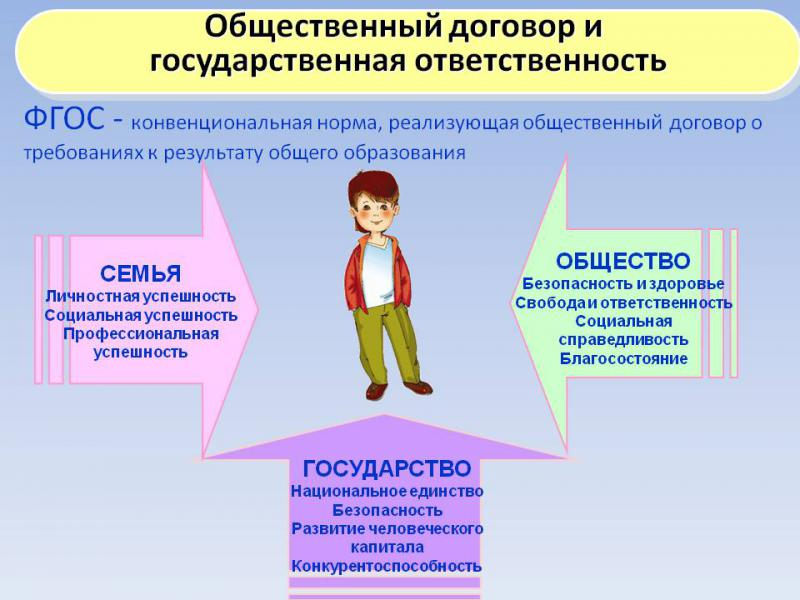 Общественный договор и
государственная ответственность
ФГОС - конвенциональная норма, реализующая общественный договор о
требованиях к результату общего образования
СЕМЬЯ
Личностная успешность
Социальная успешность
Профессиональная
успешность
ОБЩЕСТВО
Безопасность и здоровье
Свобода и ответственность
Социальная
справедливость
Благосостояние
ГОСУДАРСТВО
Национальное единство
Безопасность
Развитие человеческого
капитала
Конкурентоспособность